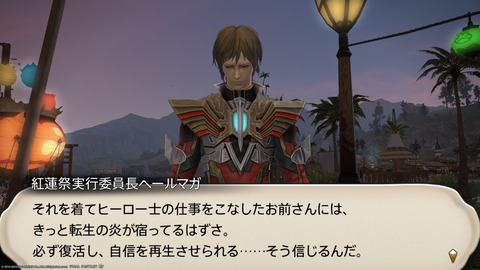 紅蓮祭実行委員長ヘールマガ
それを着てヒーロー士の仕事をこなしたお前さんには、
きっと転生の炎が宿ってるはずさ。
必ず復活し、自信を再生させられる……そう信じるんだ。